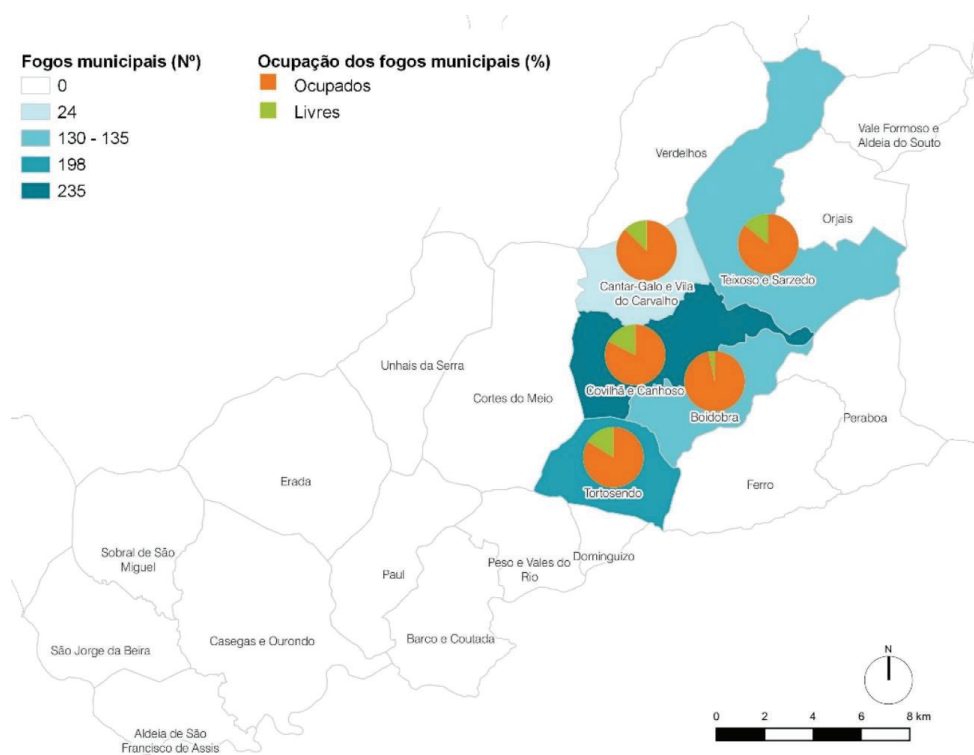 Fogos municipais (Nº)
0
24
130 - 135
198
235
Ocupação dos fogos municipais (%)
Ocupados
Livres
Vale Formoso e
Aldeia do Souto
Verdelhos
Orjais
Teixoso e Sarzedo
Cantar-Galo e Vila
do Carvalho
Unhais da Serra
Covilhã e Canhoso
Cortes do Meio
Boidobra
Peraboa
Erada
Tortosendo
Ferro
Sobral de São
Miguel
Paul
Peso e Vales do
Rio
Dominguizo
São Jorge da Beira
Casegas e Ourondo
Barco e Coutada
Aldeia de São
Francisco de Assis
N
0 2 4 6 8 km